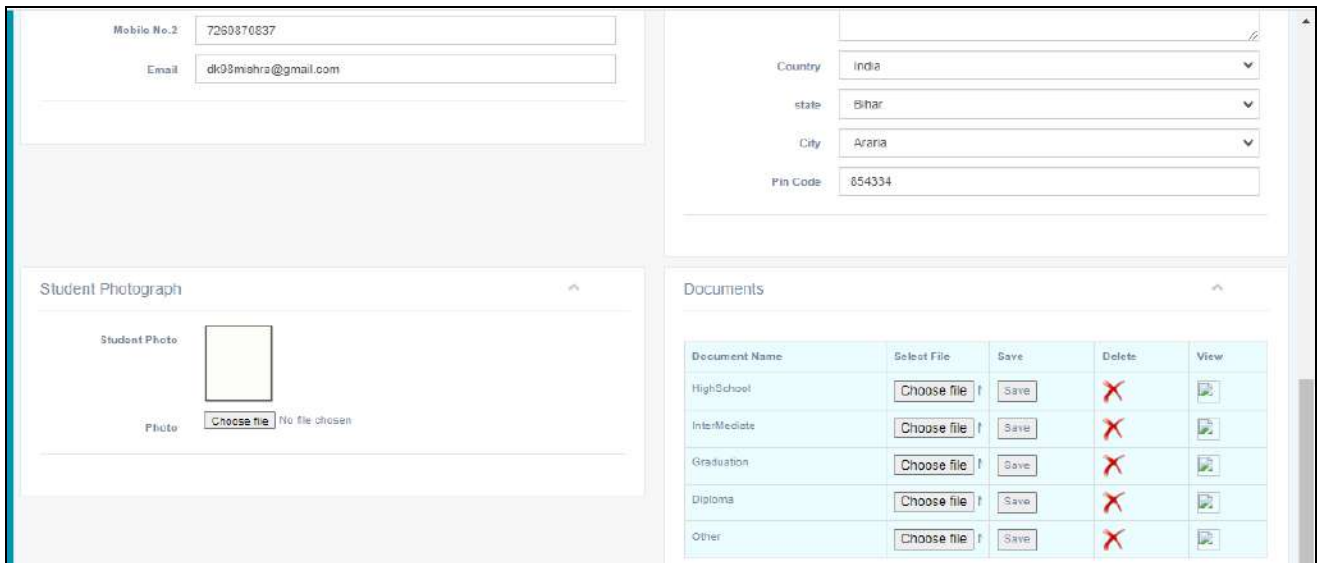 Mobile No.2 7260870837
Email dk98mishra@gmail.com
Country India
state Bihar
City Araria
Pin Code 854334
Student Photograph
Student Photo
Photo Choose file No file chosen
Documents
Document Name Select File Save Delete View
HighSchool Choose file Save
InterMediate Choose file Save
Graduation Choose file Save
Diploma Choose file Save
Other Choose file Save